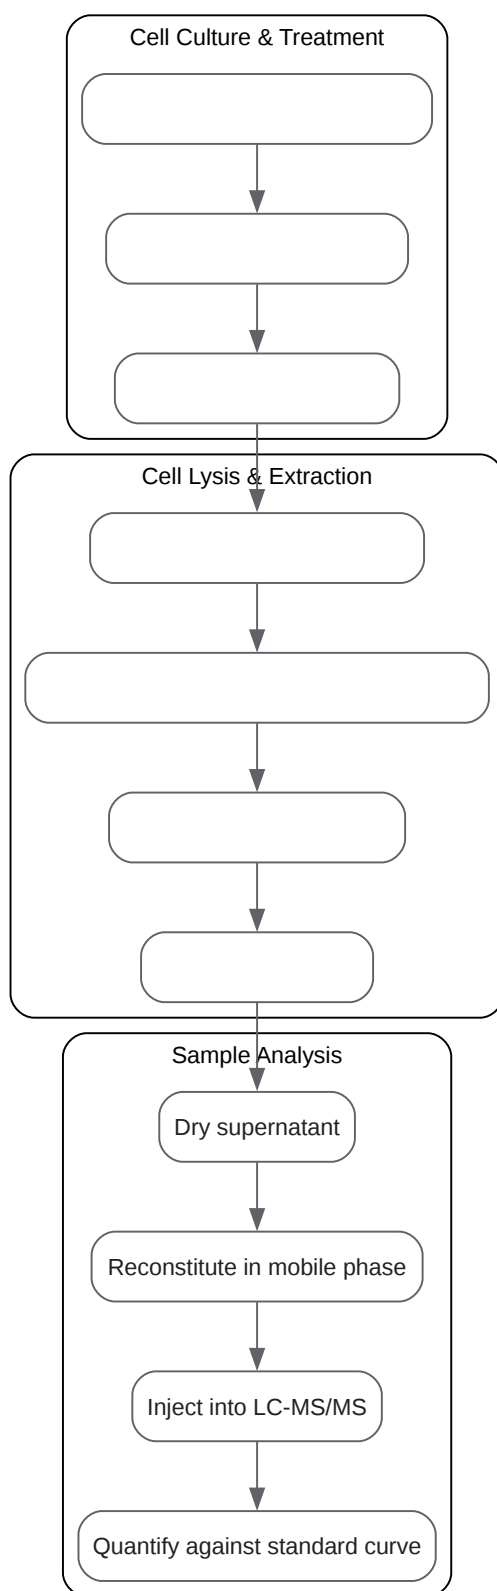 Cell Culture & Treatment
Cell Lysis & Extraction
Sample Analysis
Dry supernatant
Reconstitute in mobile phase
Inject into LC-MS/MS
Quantify against standard curve